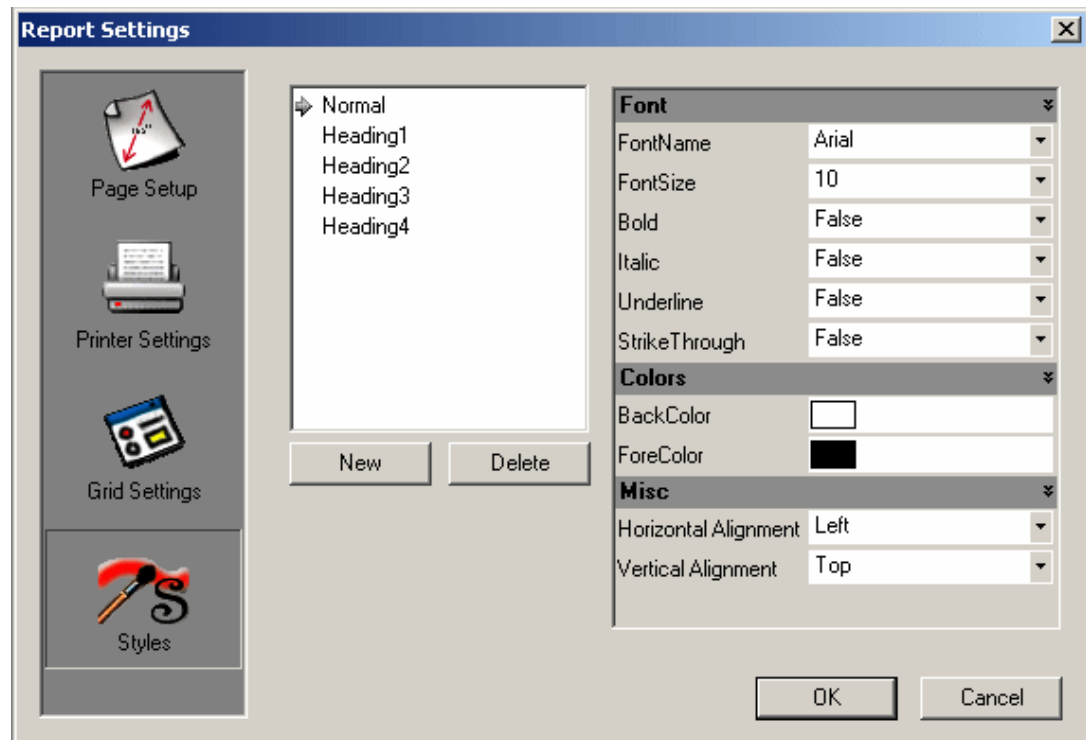 Report Settings
Page Setup
Printer Settings
Grid Settings
Styles
Normal
Heading1
Heading2
Heading3
Heading4
New
Delete
Font
FontName Arial
FontSize 10
Bold False
Italic False
Underline False
StrikeThrough False
Colors
BackColor
ForeColor
Misc
Horizontal Alignment Left
Vertical Alignment Top
OK
Cancel